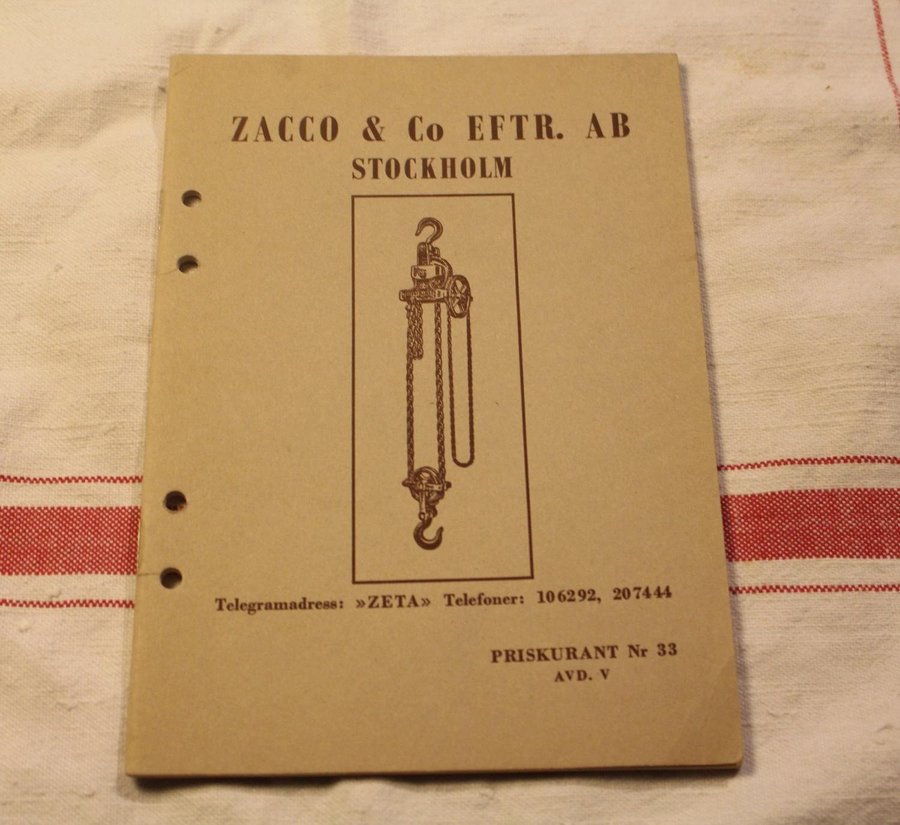 ZACCO & Co EFTR. AB
STOCKHOLM
Telegramadress: »ZETA» Telefoner: 106292, 207444
PRISKURANT Nr 33
AVD. V